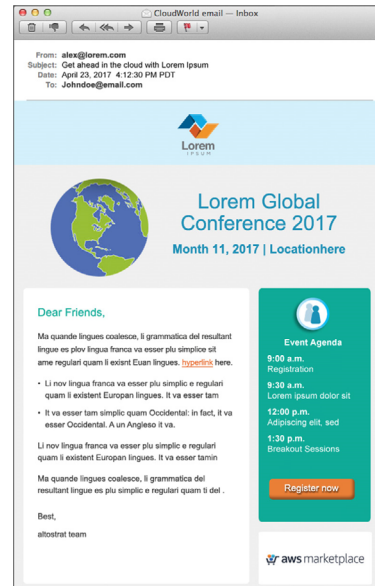 CloudWorld email — Inbox
From: alex@lorem.com
Subject: Get ahead in the cloud with Lorem Ipsum
Date: April 23, 2017 4:12:30 PM PDT
To: Johndoe@email.com
Lorem
IPSUM
Lorem Global
Conference 2017
Month 11, 2017 | Locationhere
Dear Friends,
Ma quande lingues coalesce, li grammatica del resultant
lingue es plov lingua franca va esser plu simplice sit
ame regulari quam li exisnt Euan lingues. hyperlink here.
• Li nov lingua franca va esser plu simplic e regulari
quam li existent Europan lingues. It va esser tam
• It va esser tam simplic quam Occidental: in fact, it va
esser Occidental. A un Angleso it va.
Li nov lingua franca va esser plu simplic e regulari
quam li existent Europan lingues. It va esser tamin
Ma quande lingues coalesce, li grammatica del
resultant lingue es plu simplic e regulari quam ti del .
Best,
altostrat team
Event Agenda
9:00 a.m.
Registration
9:30 a.m.
Lorem ipsum dolor sit
12:00 p.m.
Adipiscing elit, sed
1:30 p.m.
Breakout Sessions
Register now
aws marketplace